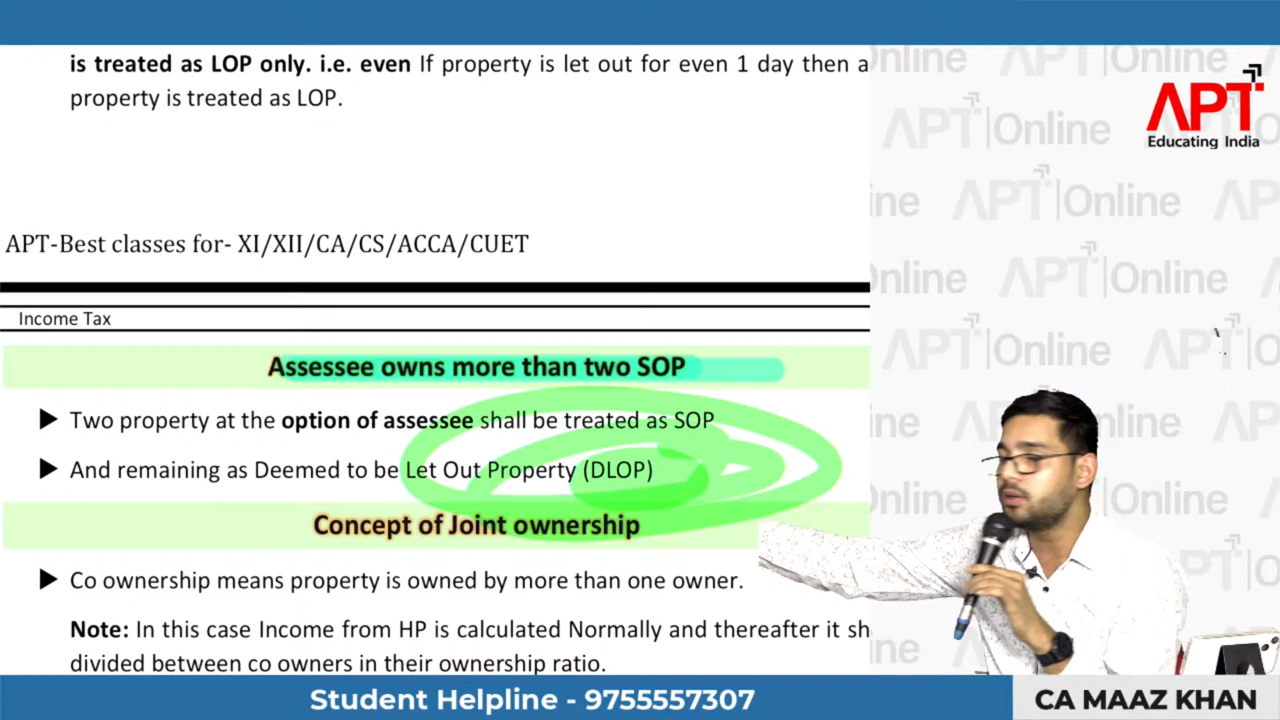 is treated as LOP only. i.e. even If property is let out for even 1 day then a
property is treated as LOP.
APT
Educating India
APT-Best classes for- XI/XII/CA/CS/ACCA/CUET
Income Tax
Assessee owns more than two SOP
▶ Two property at the option of assessee shall be treated as SOP
▶ And remaining as Deemed to be Let Out Property (DLOP)
Concept of Joint ownership
▶ Co ownership means property is owned by more than one owner.
Note: In this case Income from HP is calculated Normally and thereafter it sh
divided between co owners in their ownership ratio.
APT|Online
Student Helpline - 9755557307
CA MAAZ KHAN